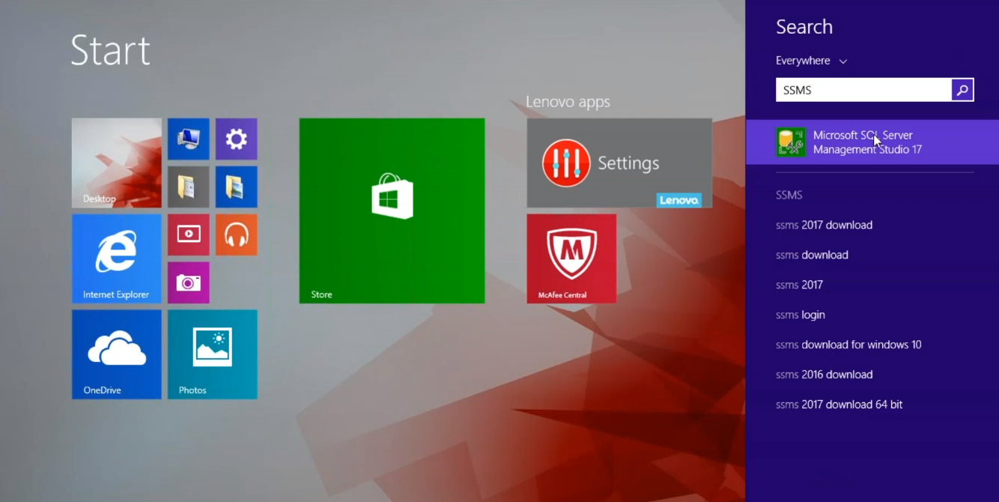 Start
Desktop
Internet Explorer
OneDrive
Photos
Store
Lenovo apps
Settings
Lenovo
M
McAfee Central
Search
Everywhere
SSMS
Microsoft SQL Server
Management Studio 17
SSMS
ssms 2017 download
ssms download
ssms 2017
ssms login
ssms download for windows 10
ssms 2016 download
ssms 2017 download 64 bit